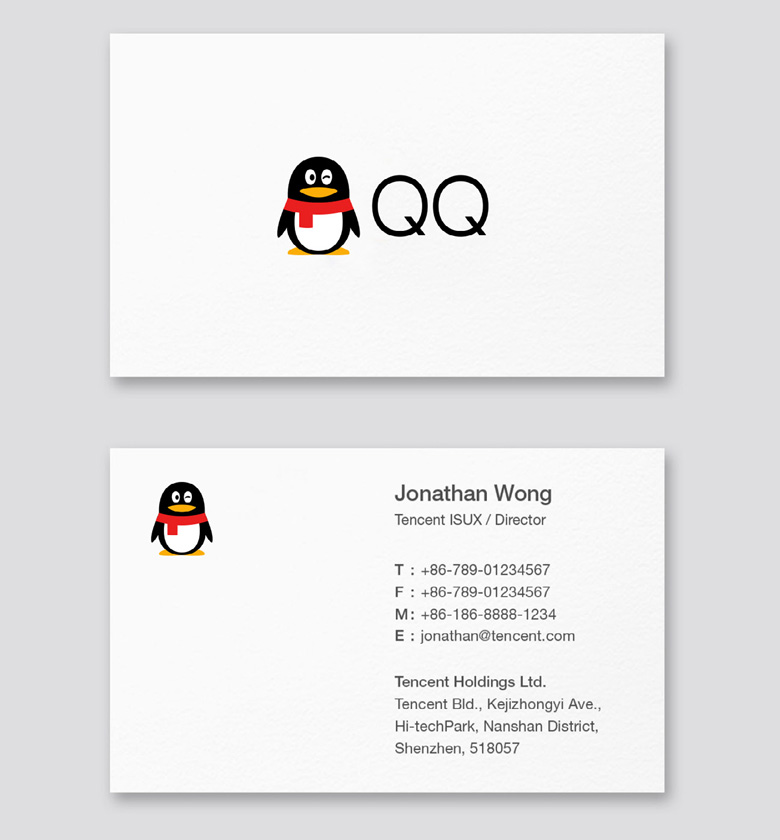 QQ
Jonathan Wong
Tencent ISUX / Director
T : +86-789-01234567
F : +86-789-01234567
M : +86-186-8888-1234
E : jonathan@tencent.com
Tencent Holdings Ltd.
Tencent Bld., Kejizhongyi Ave.,
Hi-techPark, Nanshan District,
Shenzhen, 518057